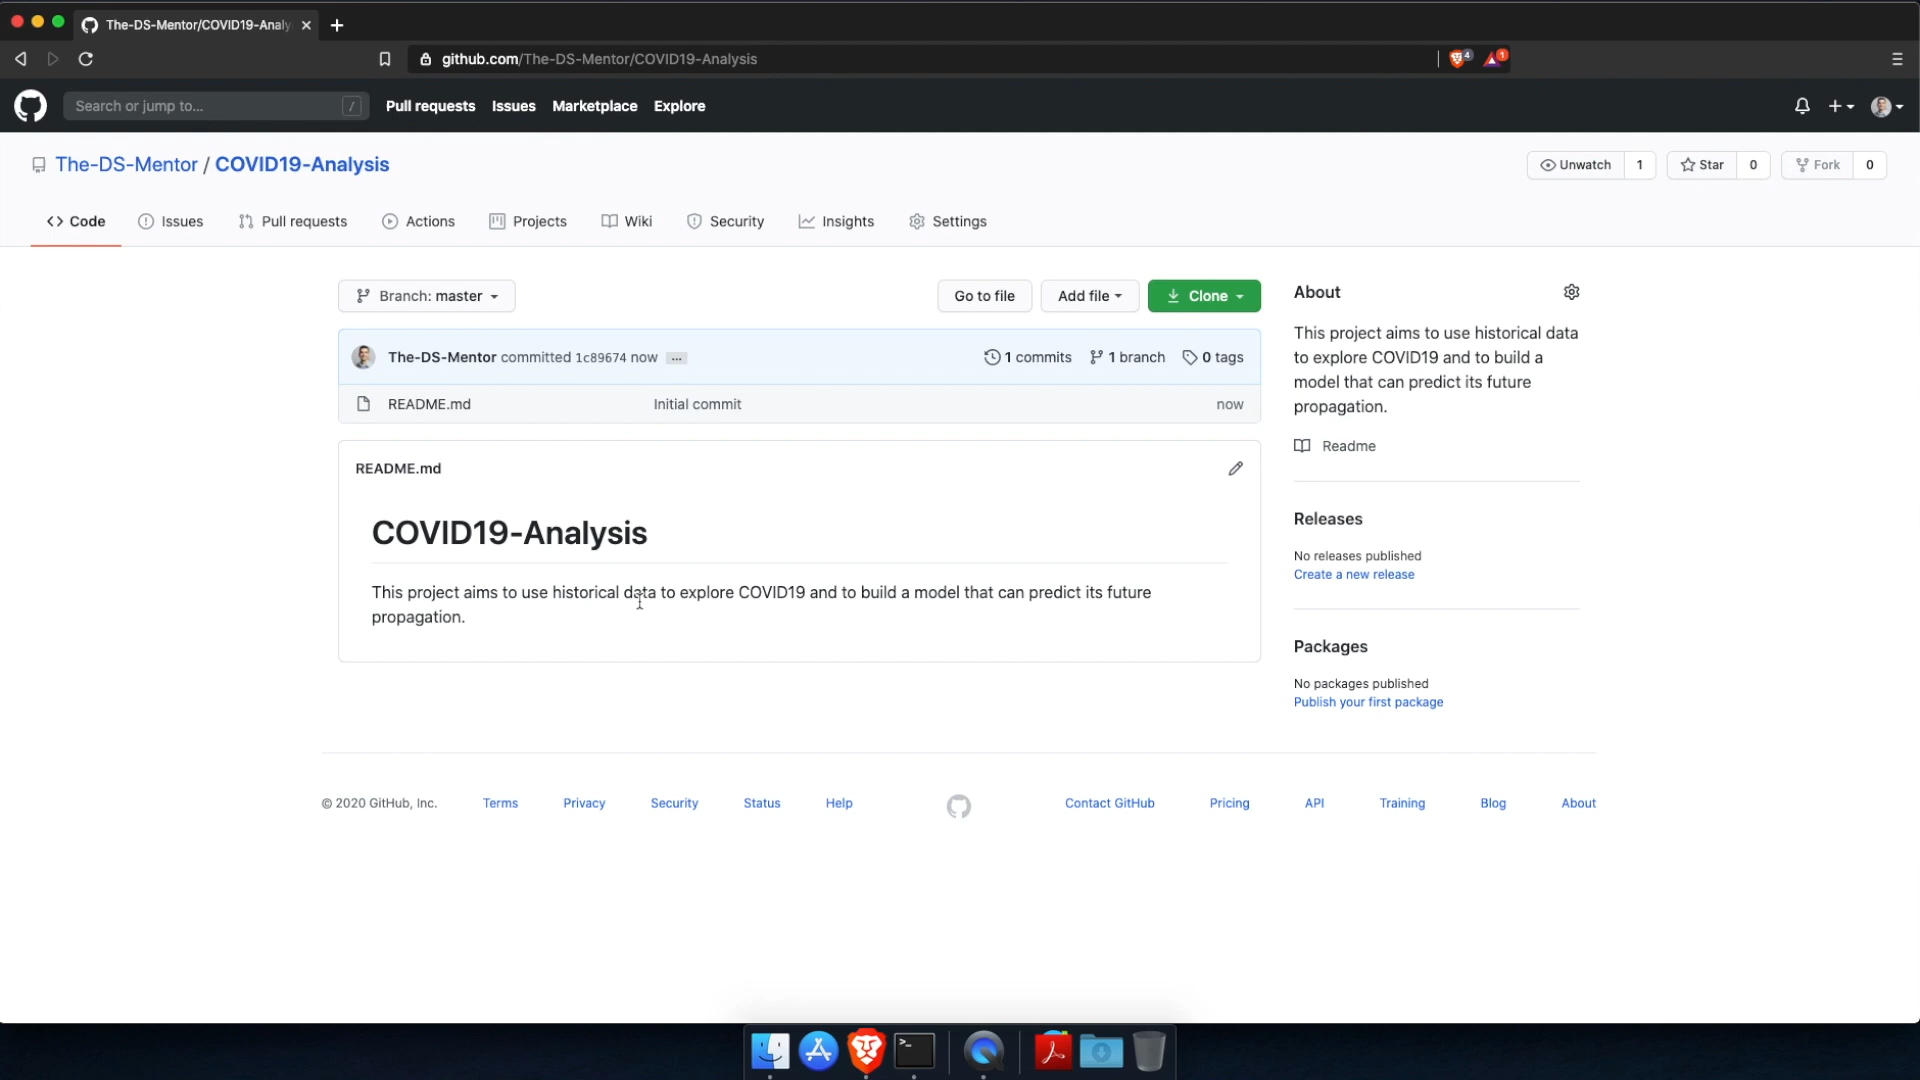 The-DS-Mentor/COVID19-Analy
github.com/The-DS-Mentor/COVID19-Analysis
4
1
Search or jump to...
/
Pull requests
Issues
Marketplace
Explore
The-DS-Mentor / COVID19-Analysis
Unwatch 1
Star 0
Fork 0
Code
Issues
Pull requests
Actions
Projects
Wiki
Security
Insights
Settings
Branch: master
Go to file
Add file
Clone
The-DS-Mentor committed 1c89674 now ...
1 commits
1 branch
0 tags
README.md
Initial commit
now
README.md
COVID19-Analysis
This project aims to use historical data to explore COVID19 and to build a model that can predict its future
propagation.
About
This project aims to use historical data
to explore COVID19 and to build a
model that can predict its future
propagation.
Readme
Releases
No releases published
Create a new release
Packages
No packages published
Publish your first package
© 2020 GitHub, Inc.
Terms
Privacy
Security
Status
Help
Contact GitHub
Pricing
API
Training
Blog
About
>_